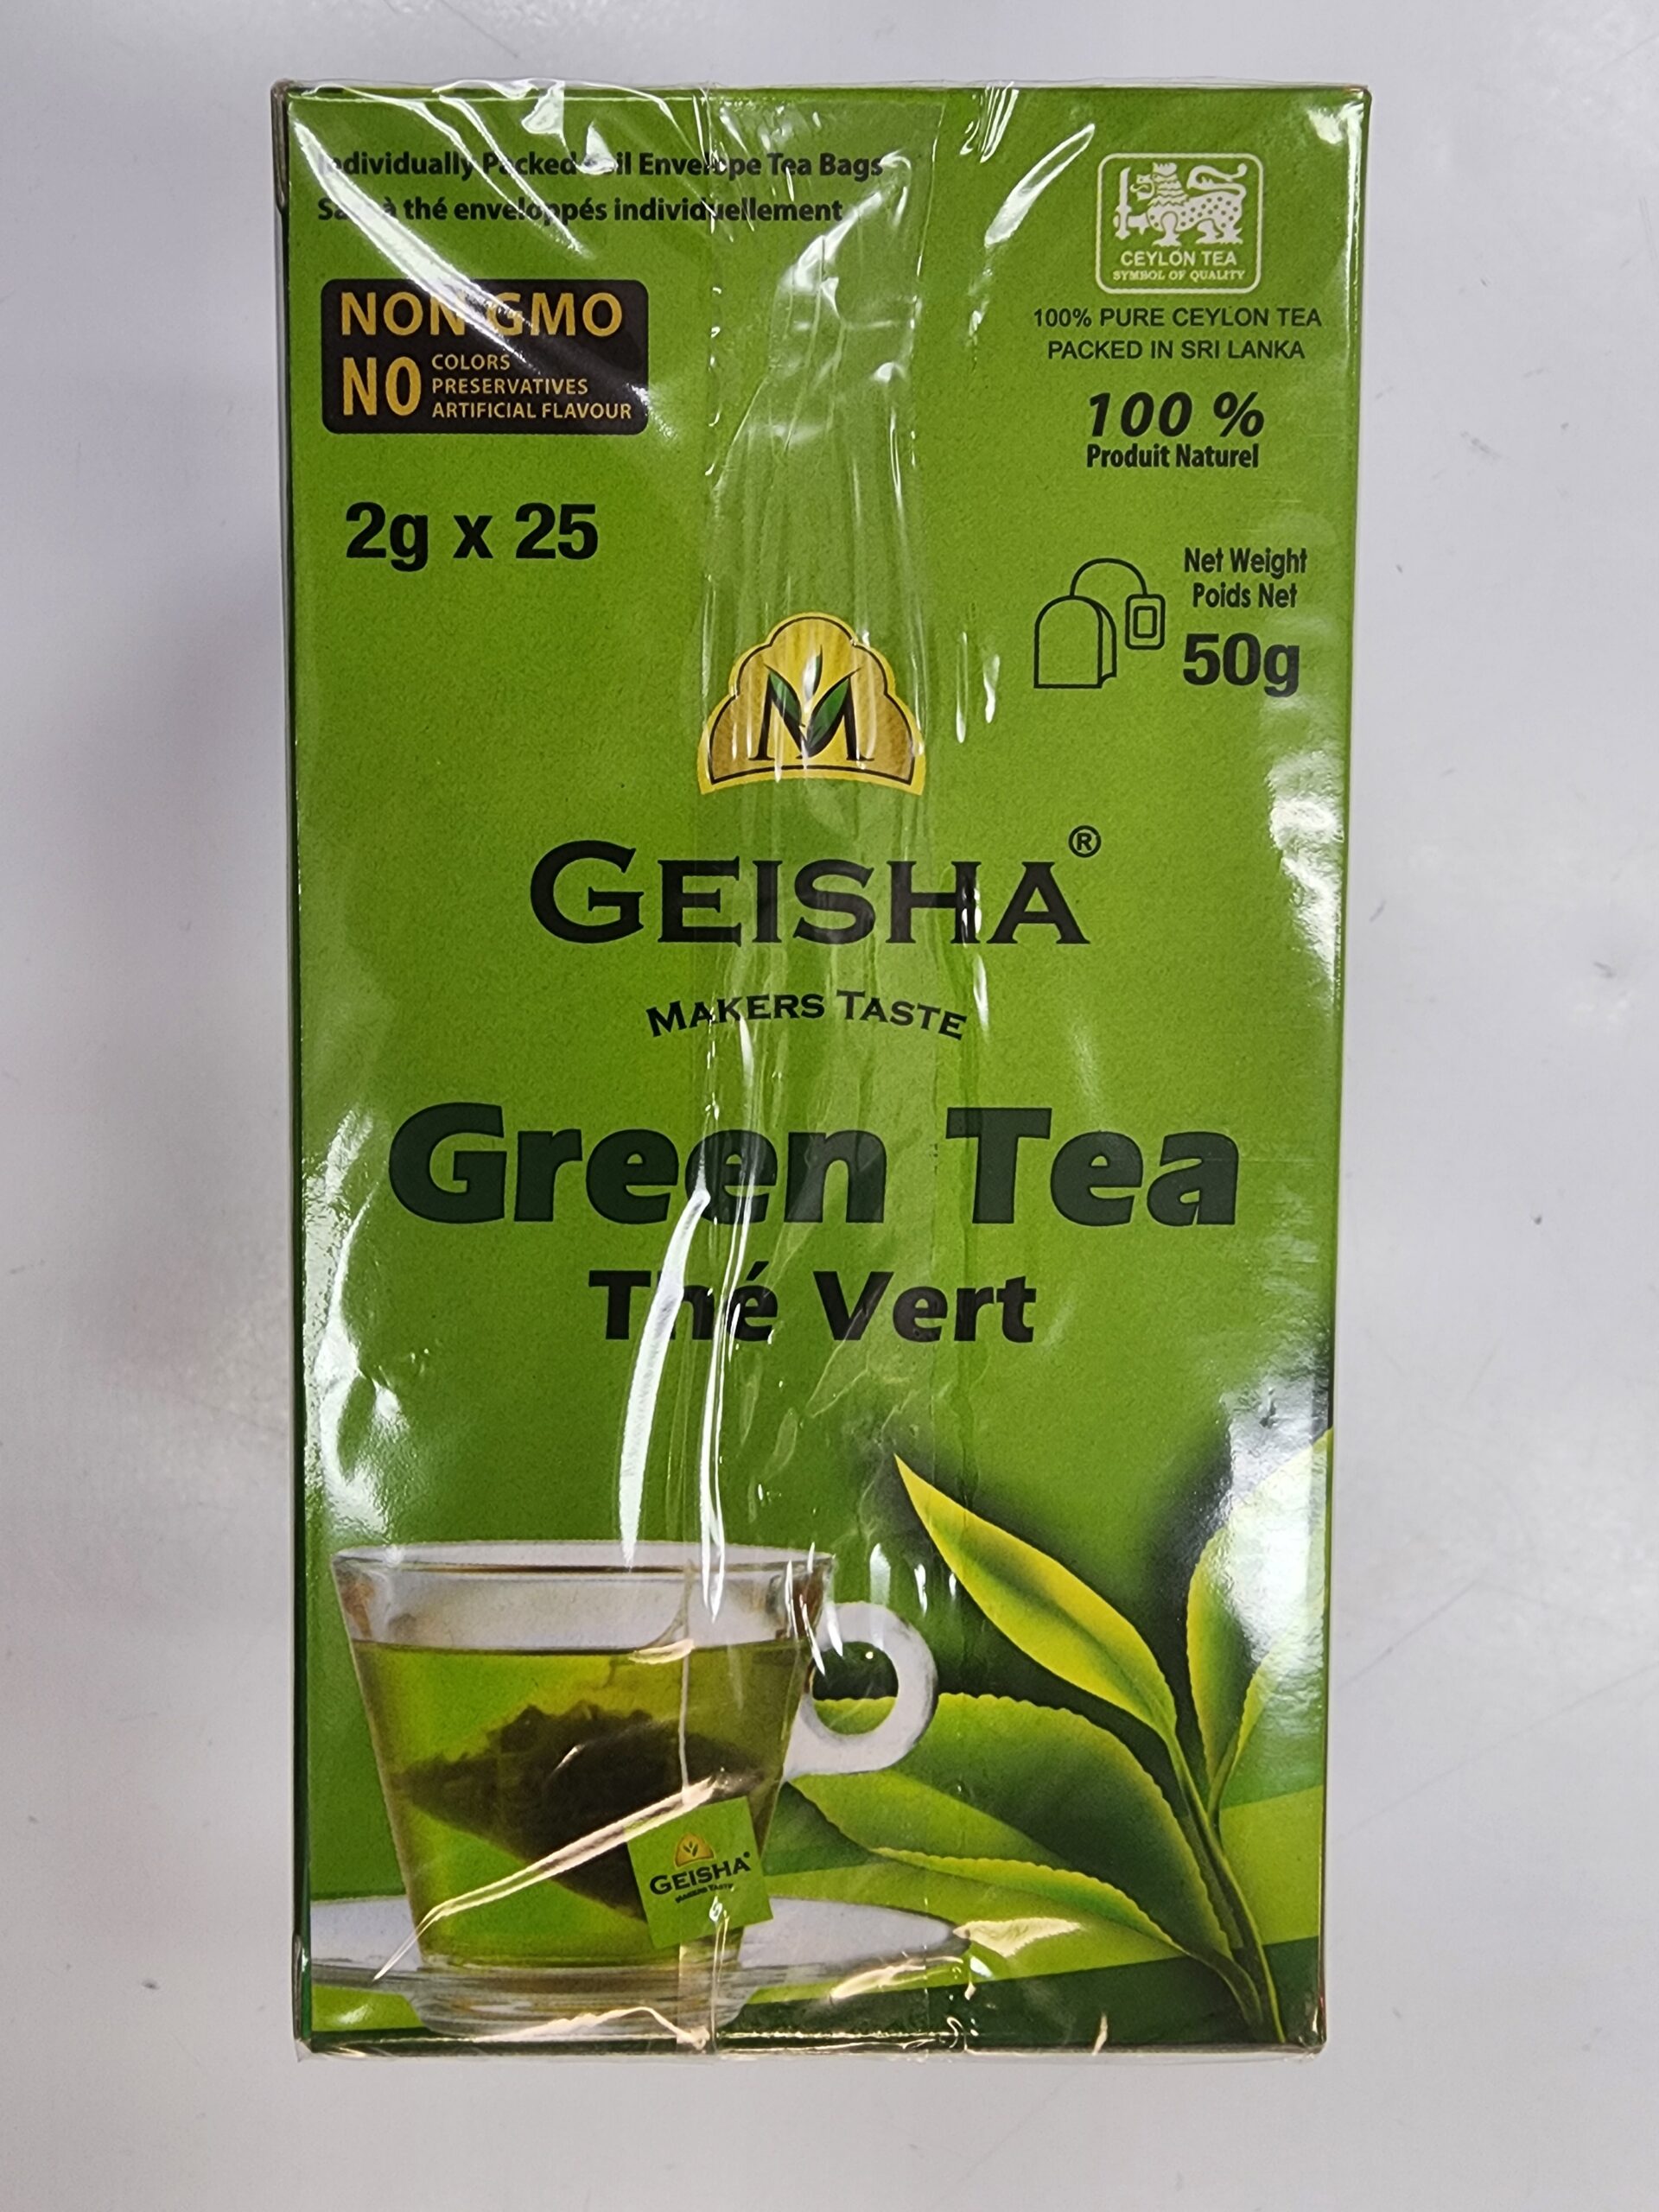 Individually Packed Foil Envelope Tea Bags
à thé enveloppés individuellement
NON GMO
NO COLORS
PRESERVATIVES
ARTIFICIAL FLAVOUR
2g x 25
CEYLON TEA
SYMBOL OF QUALITY
100% PURE CEYLON TEA
PACKED IN SRI LANKA
100 %
Produit Naturel
Net Weight
Poids Net
50g
M
GEISHA®
MAKERS TASTE
Green Tea
Thé Vert
GEISHA®
MAKERS TASTE